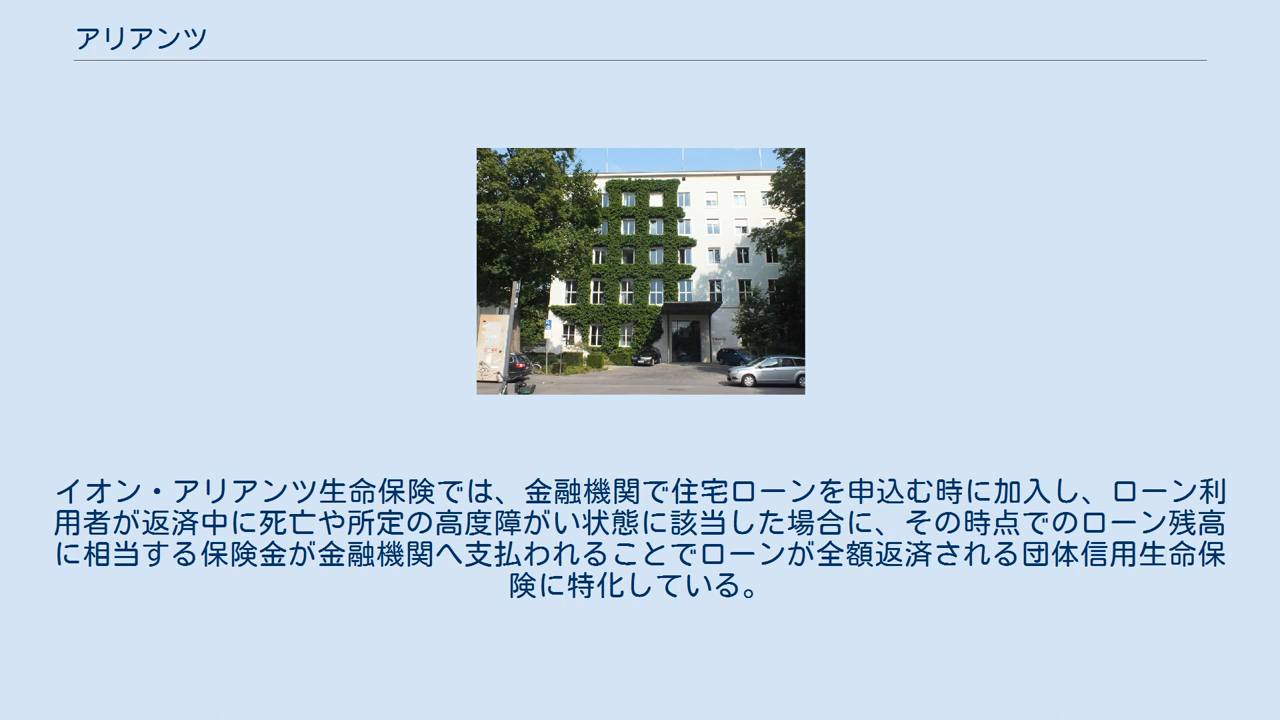 アリアンツ
イオン・アリアンツ生命保険では、金融機関で住宅ローンを申込む時に加入し、ローン利
用者が返済中に死亡や所定の高度障がい状態に該当した場合に、その時点でのローン残高
に相当する保険金が金融機関へ支払われることでローンが全額返済される団体信用生命保
険に特化している。